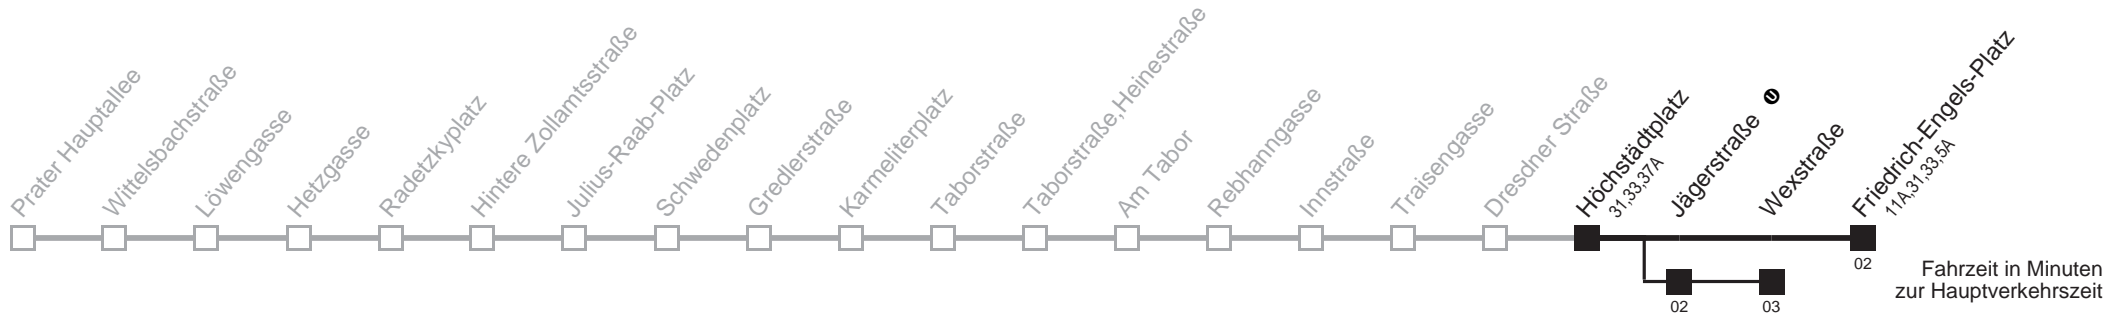 Prater Hauptallee
Wittelsbachstraße
Löwengasse
Hetzgasse
Radetzkyplatz
Hintere Zollamtsstraße
Julius-Raab-Platz
Schwedenplatz
Gredlerstraße
Karmeliterplatz
Taborstraße
Taborstraße,Heinestraße
Am Tabor
Rebhanngasse
Innstraße
Traisengasse
Dresdner Straße
Höchstädtplatz
31,33,37A
Jägerstraße U
Wexstraße
Friedrich-Engels-Platz
11A,31,33,5A
02
02
03
Fahrzeit in Minuten
zur Hauptverkehrszeit